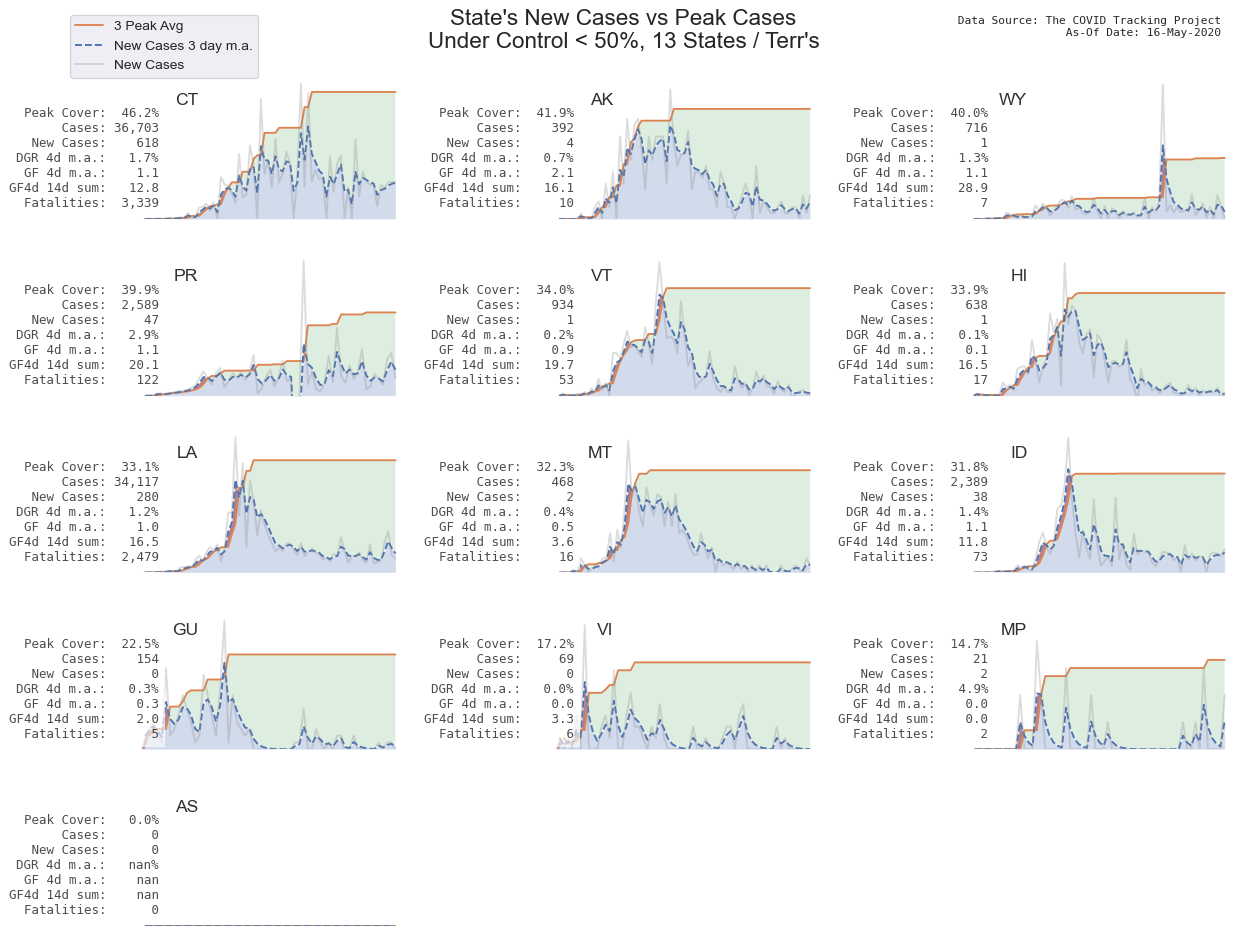 3 Peak Avg
New Cases 3 day m.a.
New Cases
State's New Cases vs Peak Cases
Under Control < 50%, 13 States / Terr's
Data Source: The COVID Tracking Project
As-Of Date: 16-May-2020
CT
Peak Cover: 46.2%
Cases: 36,703
New Cases: 618
DGR 4d m.a.: 1.7%
GF 4d m.a.: 1.1
GF4d 14d sum: 12.8
Fatalities: 3,339
AK
Peak Cover: 41.9%
Cases: 392
New Cases: 4
DGR 4d m.a.: 0.7%
GF 4d m.a.: 2.1
GF4d 14d sum: 16.1
Fatalities: 10
WY
Peak Cover: 40.0%
Cases: 716
New Cases: 1
DGR 4d m.a.: 1.3%
GF 4d m.a.: 1.1
GF4d 14d sum: 28.9
Fatalities: 7
PR
Peak Cover: 39.9%
Cases: 2,589
New Cases: 47
DGR 4d m.a.: 2.9%
GF 4d m.a.: 1.1
GF4d 14d sum: 20.1
Fatalities: 122
VT
Peak Cover: 34.0%
Cases: 934
New Cases: 1
DGR 4d m.a.: 0.2%
GF 4d m.a.: 0.9
GF4d 14d sum: 19.7
Fatalities: 53
HI
Peak Cover: 33.9%
Cases: 638
New Cases: 1
DGR 4d m.a.: 0.1%
GF 4d m.a.: 0.1
GF4d 14d sum: 16.5
Fatalities: 17
LA
Peak Cover: 33.1%
Cases: 34,117
New Cases: 280
DGR 4d m.a.: 1.2%
GF 4d m.a.: 1.0
GF4d 14d sum: 16.5
Fatalities: 2,479
MT
Peak Cover: 32.3%
Cases: 468
New Cases: 2
DGR 4d m.a.: 0.4%
GF 4d m.a.: 0.5
GF4d 14d sum: 3.6
Fatalities: 16
ID
Peak Cover: 31.8%
Cases: 2,389
New Cases: 38
DGR 4d m.a.: 1.4%
GF 4d m.a.: 1.1
GF4d 14d sum: 11.8
Fatalities: 73
GU
Peak Cover: 22.5%
Cases: 154
New Cases: 0
DGR 4d m.a.: 0.3%
GF 4d m.a.: 0.3
GF4d 14d sum: 2.0
Fatalities: 5
VI
Peak Cover: 17.2%
Cases: 69
New Cases: 0
DGR 4d m.a.: 0.0%
GF 4d m.a.: 0.0
GF4d 14d sum: 3.3
Fatalities: 6
MP
Peak Cover: 14.7%
Cases: 21
New Cases: 2
DGR 4d m.a.: 4.9%
GF 4d m.a.: 0.0
GF4d 14d sum: 0.0
Fatalities: 2
AS
Peak Cover: 0.0%
Cases: 0
New Cases: 0
DGR 4d m.a.: nan%
GF 4d m.a.: nan
GF4d 14d sum: nan
Fatalities: 0